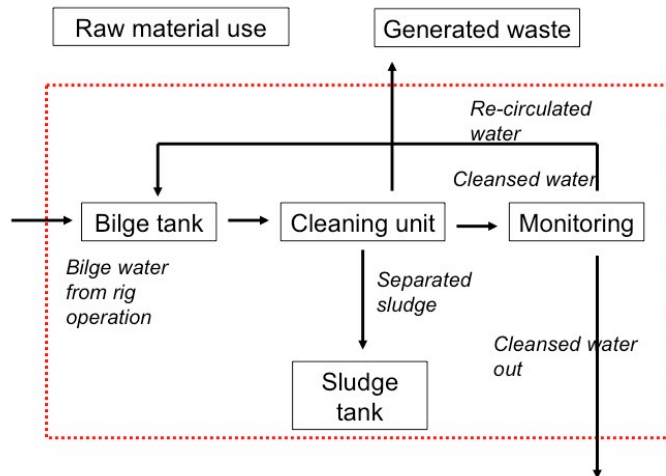 Raw material use
Generated waste
Re-circulated
water
Cleansed water
Bilge tank
Cleaning unit
Monitoring
Bilge water
from rig
operation
Separated
sludge
Cleansed water
out
Sludge
tank